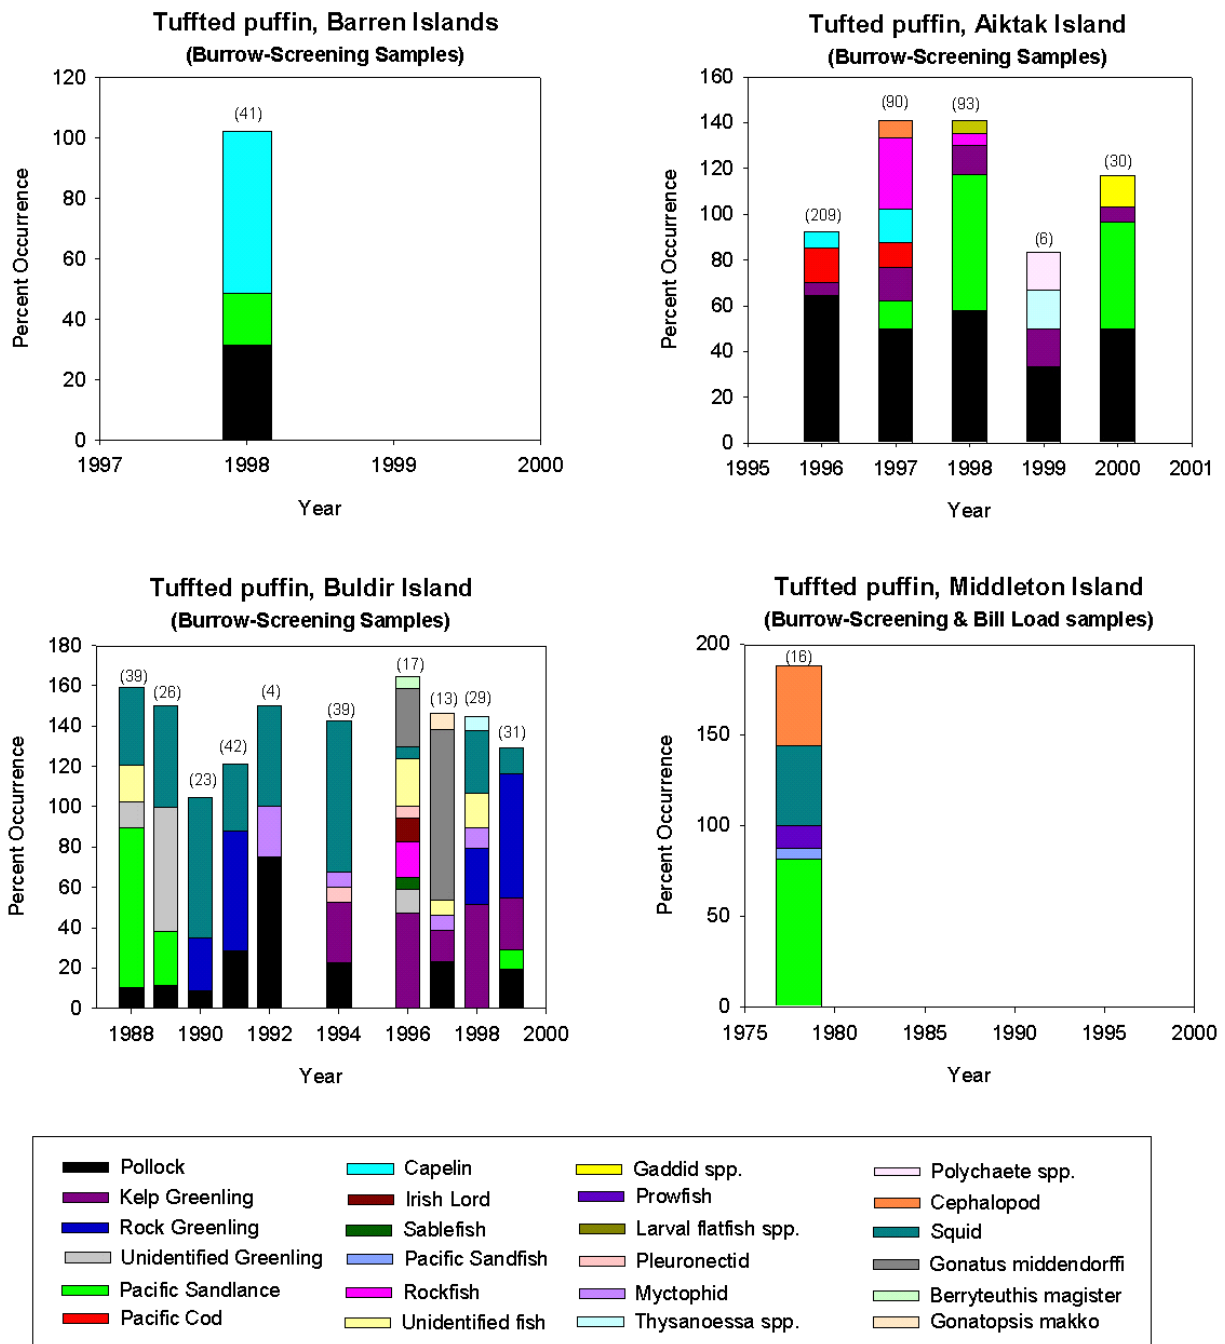 Tuffted puffin, Barren Islands
(Burrow-Screening Samples)
120
100
80
60
40
20
0
Percent Occurrence
(41)
1997 1998 1999 2000
Year
Tufted puffin, Aiktak Island
(Burrow-Screening Samples)
160
140
120
100
80
60
40
20
0
Percent Occurrence
(209) (90) (93) (6) (30)
1995 1996 1997 1998 1999 2000 2001
Year
Tuffted puffin, Buldir Island
(Burrow-Screening Samples)
180
160
140
120
100
80
60
40
20
0
Percent Occurrence
(39) (26) (23) (42) (4) (39) (17) (13) (29) (31)
1988 1990 1992 1994 1996 1998 2000
Year
Tuffted puffin, Middleton Island
(Burrow-Screening & Bill Load samples)
200
150
100
50
0
Percent Occurrence
(16)
1975 1980 1985 1990 1995 2000
Year
Pollock
Kelp Greenling
Rock Greenling
Unidentified Greenling
Pacific Sandlance
Pacific Cod
Capelin
Irish Lord
Sablefish
Pacific Sandfish
Rockfish
Unidentified fish
Gaddid spp.
Prowfish
Larval flatfish spp.
Pleuronectid
Myctophid
Thysanoessa spp.
Polychaete spp.
Cephalopod
Squid
Gonatus middendorffi
Berryteuthis magister
Gonatopsis makko